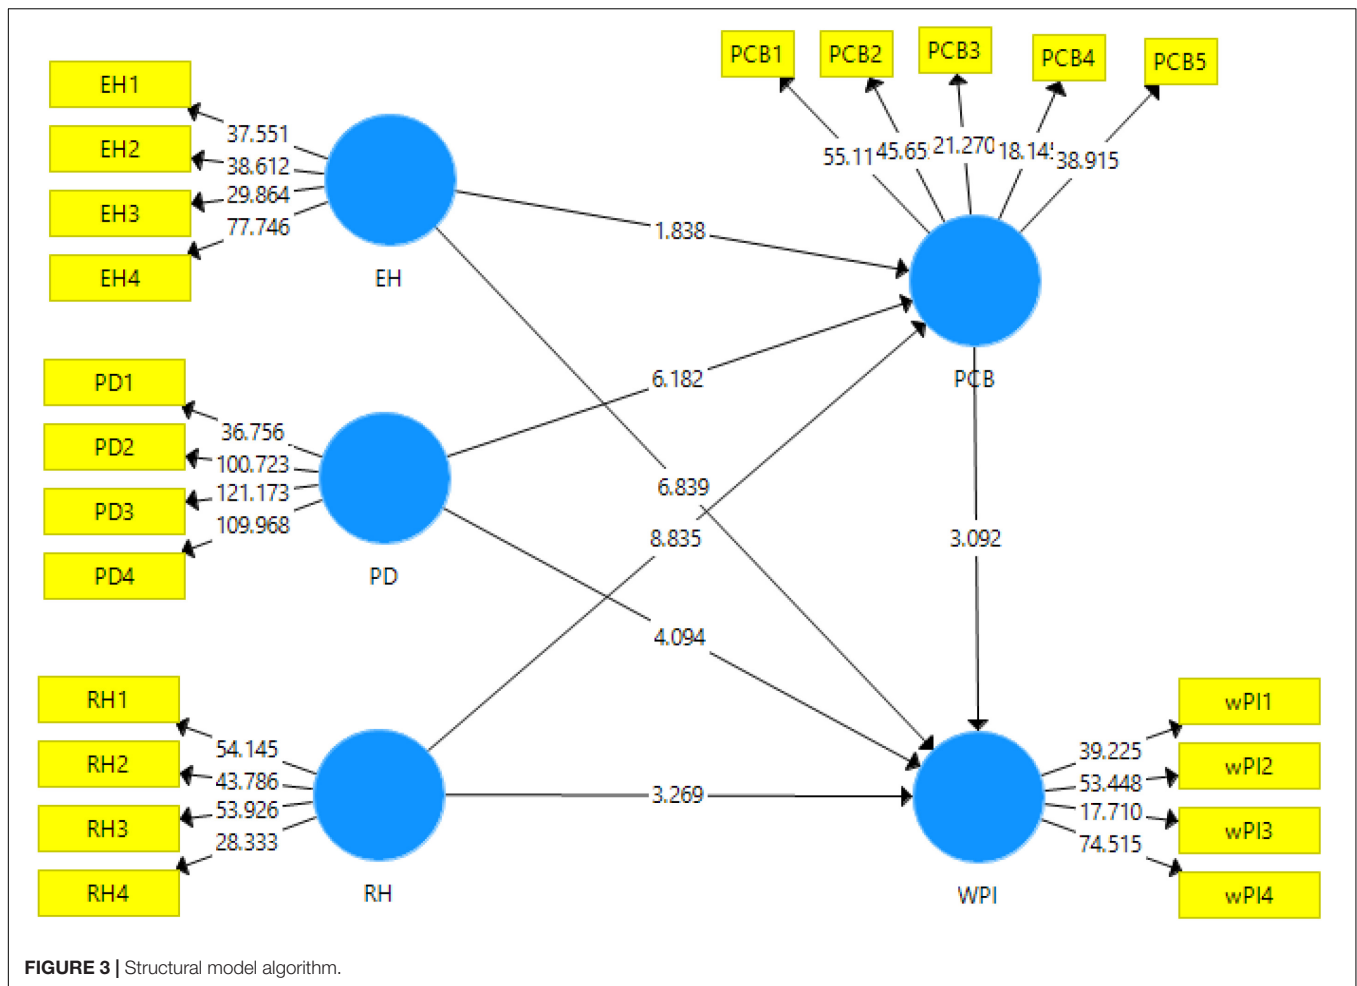 PCB1
PCB2
PCB3
PCB4
PCB5
EH1
EH2
EH3
EH4
37.551
38.612
29.864
77.746
EH
55.11
45.65
21.270
18.14
38.915
1.838
PCB
PD1
PD2
PD3
PD4
36.756
100.723
121.173
109.968
PD
6.182
6.839
8.835
3.092
4.094
RH1
RH2
RH3
RH4
54.145
43.786
53.926
28.333
RH
3.269
39.225
53.448
17.710
74.515
WPI
wPI1
wPI2
wPI3
wPI4
FIGURE 3 | Structural model algorithm.